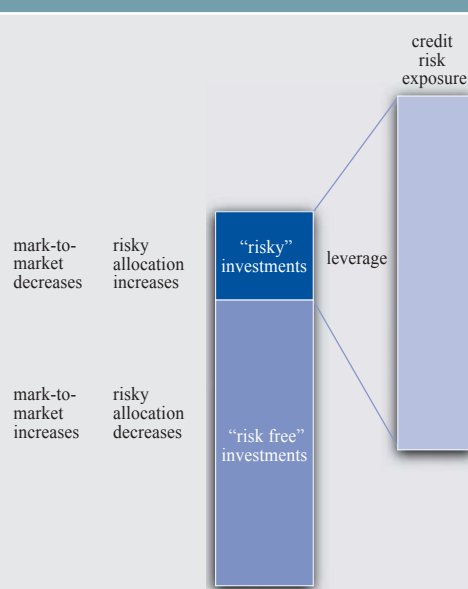 credit
risk
exposure
mark-to-
market
decreases
risky
allocation
increases
“risky”
investments
leverage
mark-to-
market
increases
risky
allocation
decreases
“risk free”
investments